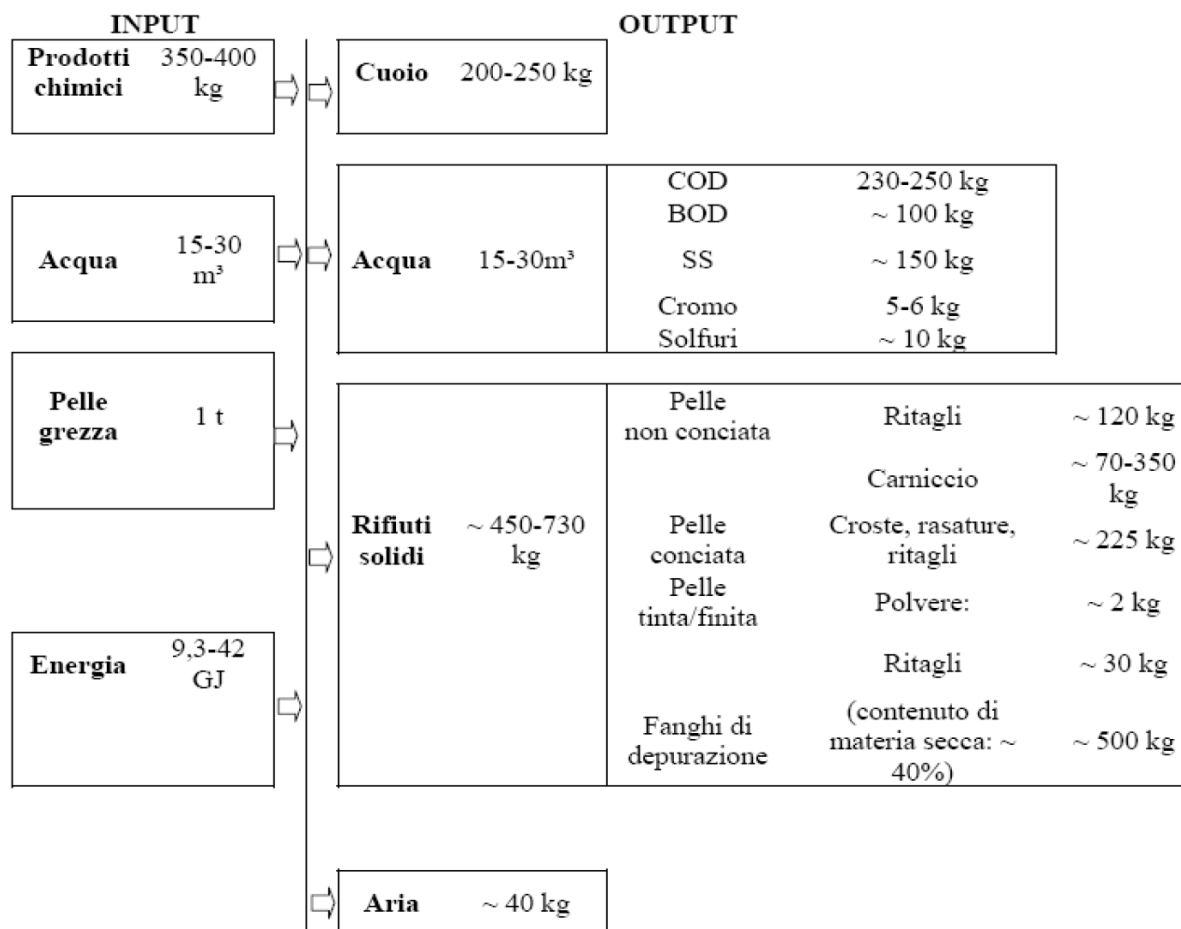 INPUT
OUTPUT
Prodotti chimici 350-400 kg
Cuoio 200-250 kg
Acqua 15-30 m³
Acqua 15-30m³
COD 230-250 kg
BOD ~ 100 kg
SS ~ 150 kg
Cromo 5-6 kg
Solfuri ~ 10 kg
Pelle grezza 1 t
Energia 9,3-42 GJ
Rifiuti solidi ~ 450-730 kg
Pelle non conciata Ritagli ~ 120 kg
Carniccio ~ 70-350 kg
Pelle conciata Croste, rasature, ritagli ~ 225 kg
Pelle tinta/finita Polvere: ~ 2 kg
Ritagli ~ 30 kg
Fanghi di depurazione (contenuto di materia secca: ~ 40%) ~ 500 kg
Aria ~ 40 kg